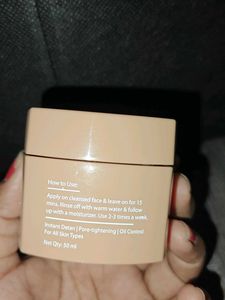 How to Use:
Apply on cleansed face & leave on for 15
mins. Rinse off with warm water & follow
up with a moisturizer. Use 2-3 times a week.
Instant Detan | Pore-tightening | Oil Control
For All Skin Types
Net Qty: 50 ml